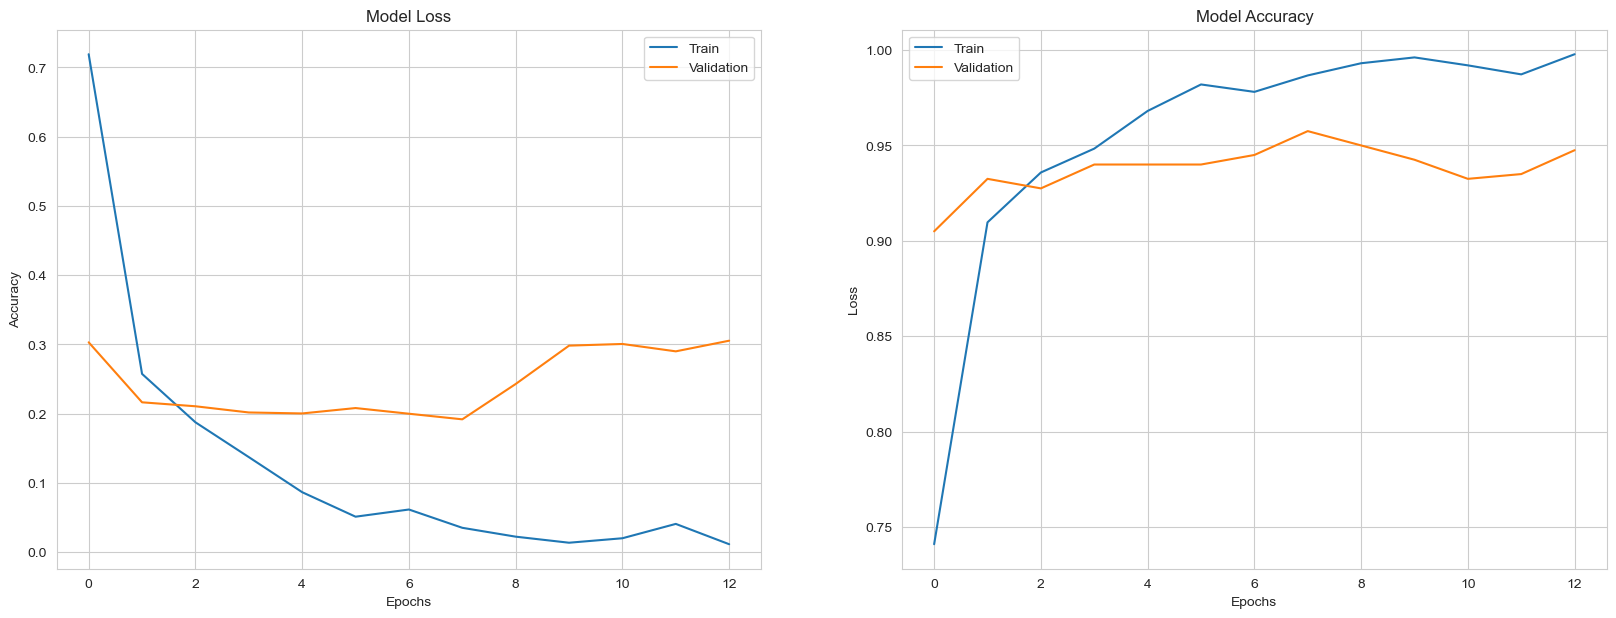 Model Loss
Train
Validation
0.7
0.6
0.5
0.4
0.3
0.2
0.1
0.0
Accuracy
0 2 4 6 8 10 12
Epochs
Model Accuracy
Train
Validation
1.00
0.95
0.90
0.85
0.80
0.75
Loss
0 2 4 6 8 10 12
Epochs